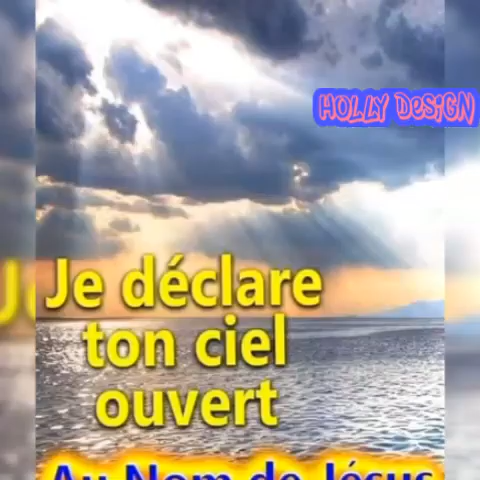 HOLLY DESIGN
Je déclare
ton ciel
ouvert
Au Nom de Jésus